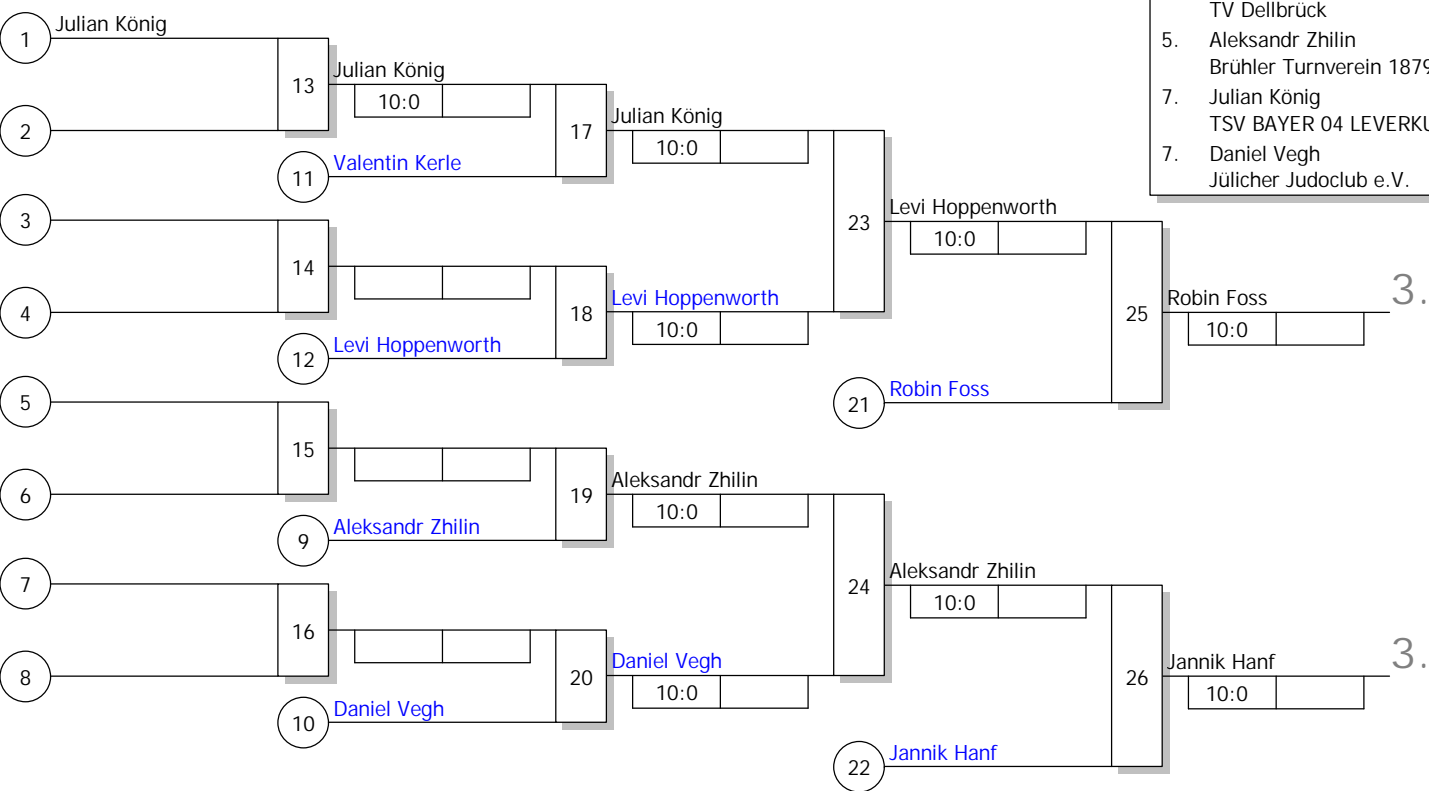 TV Dellbrück
5. Aleksandr Zhilin
Brühler Turnverein 1879
7. Julian König
TSV BAYER 04
7. Daniel Vegh
Jülicher Judoclub e.V.
1 Julian König
13 Julian König
10:0
2
17 Julian König
10:0
11 Valentin Kerle
3
23 Levi Hoppenworth
10:0
14
4
18 Levi Hoppenworth
10:0
25 Robin Foss 3.
10:0
12 Levi Hoppenworth
5
21 Robin Foss
15
6
19 Aleksandr Zhilin
10:0
9 Aleksandr Zhilin
7
24 Aleksandr Zhilin
10:0
16
8
20 Daniel Vegh
10:0
26 Jannik Hanf 3.
10:0
10 Daniel Vegh
22 Jannik Hanf